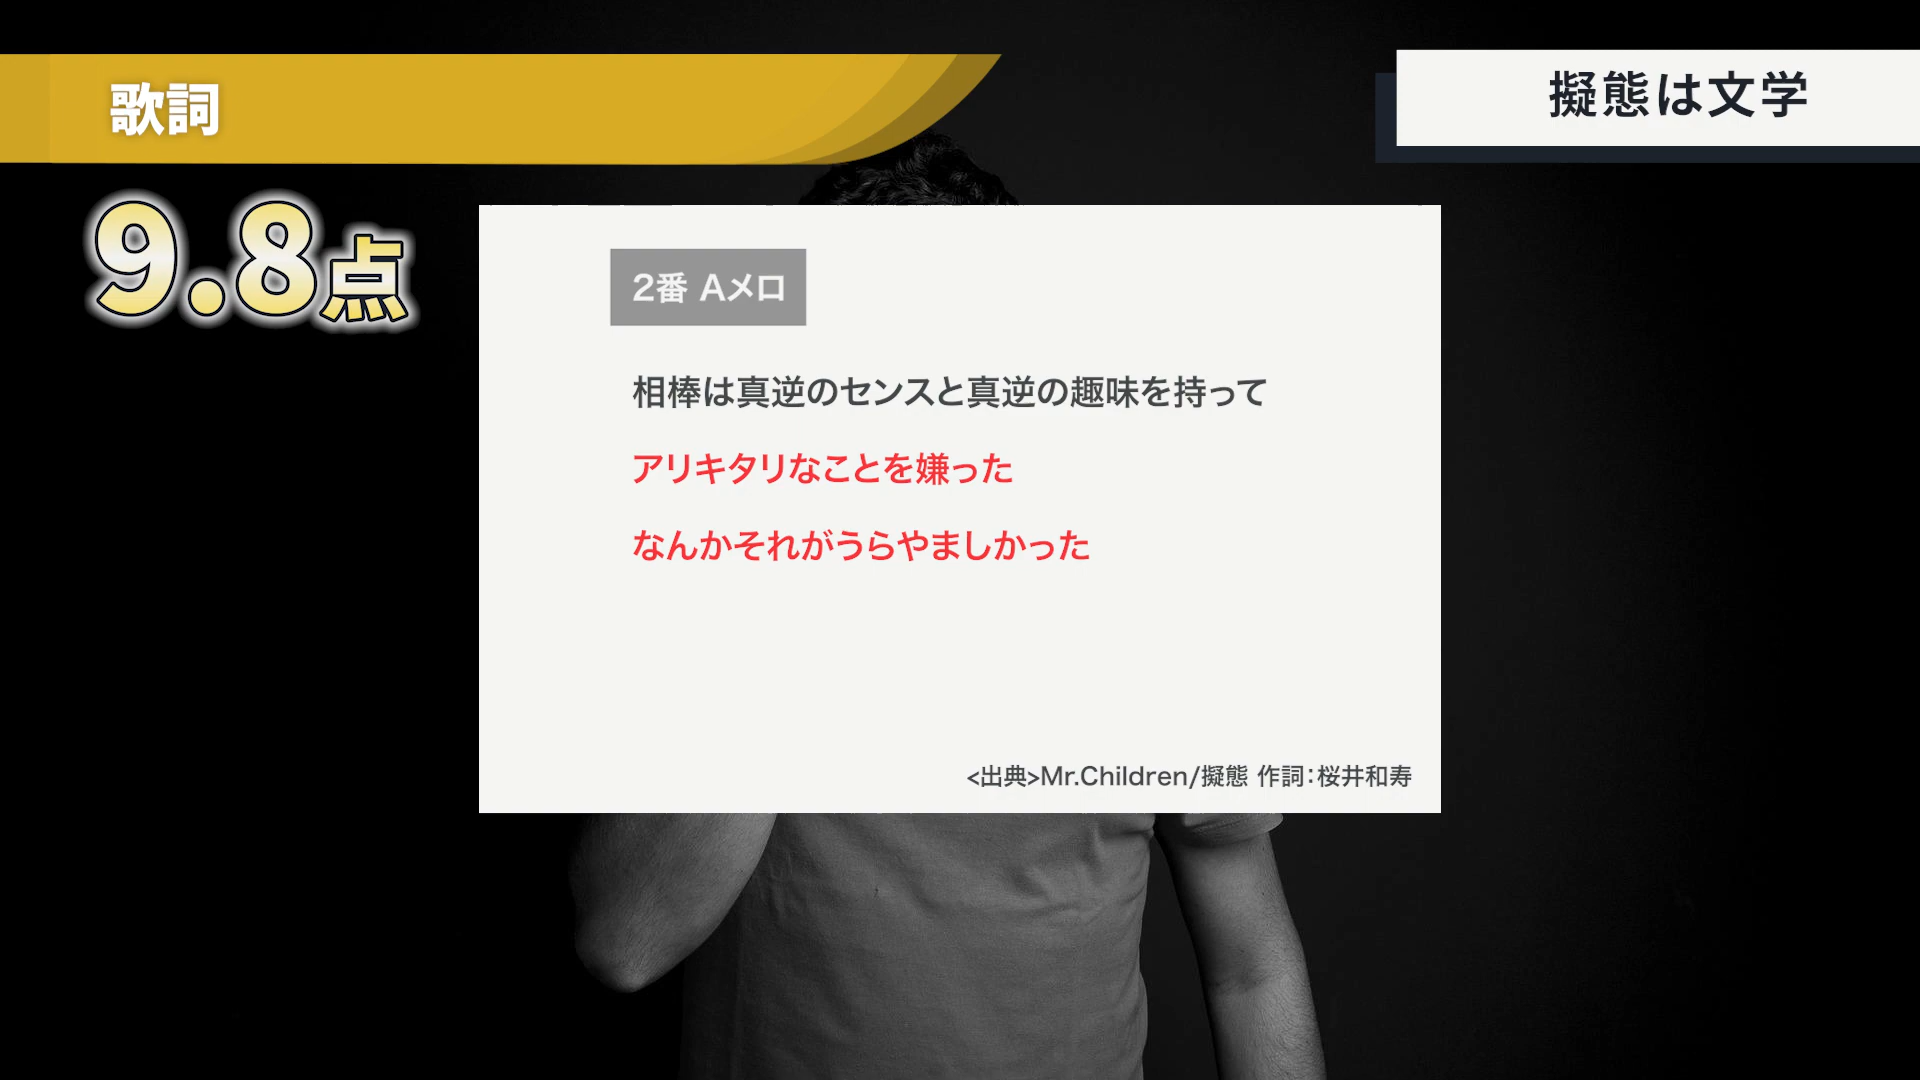 歌詞
擬態は文学
9.8点
2番 Aメロ
相棒は真逆のセンスと真逆の趣味を持って
アリキタリなことを嫌った
なんかそれがうらやましかった
<出典>Mr.Children/擬態 作詞：桜井和寿